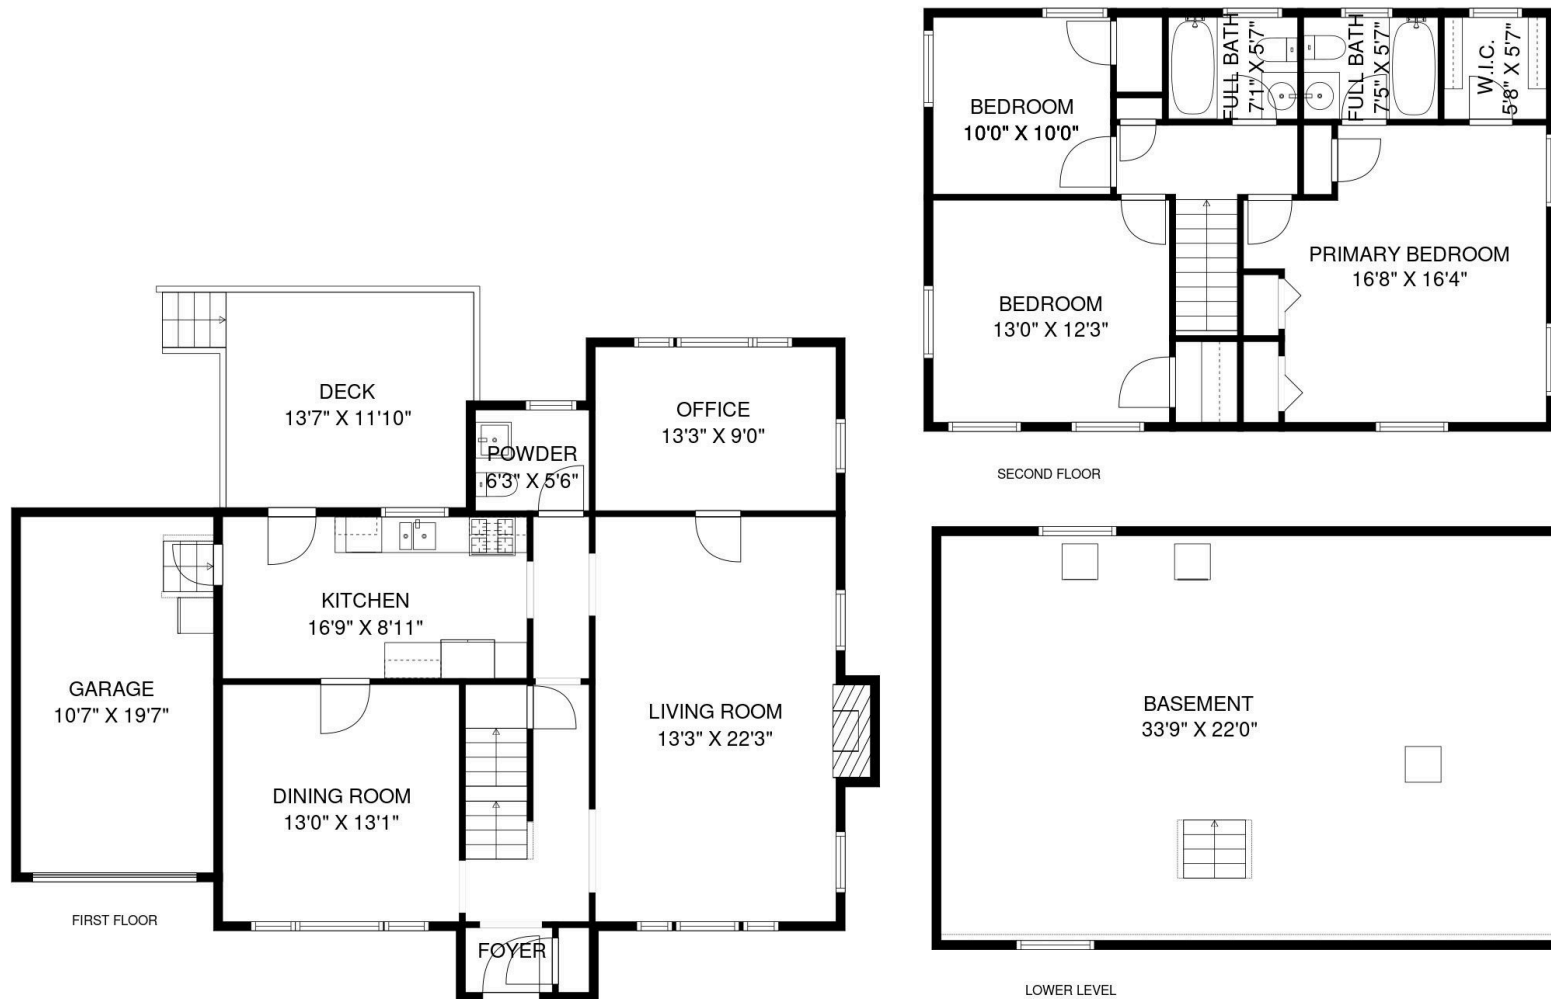 DECK
13'7" X 11'10"
OFFICE
13'3" X 9'0"
POWDER
6'3" X 5'6"
KITCHEN
16'9" X 8'11"
GARAGE
10'7" X 19'7"
LIVING ROOM
13'3" X 22'3"
DINING ROOM
13'0" X 13'1"
FOYER
FIRST FLOOR
BEDROOM
10'0" X 10'0"
FULL BATH
7'1" X 5'7"
FULL BATH
7'5" X 5'7"
W.I.C.
5'8" X 5'7"
BEDROOM
13'0" X 12'3"
PRIMARY BEDROOM
16'8" X 16'4"
SECOND FLOOR
BASEMENT
33'9" X 22'0"
LOWER LEVEL